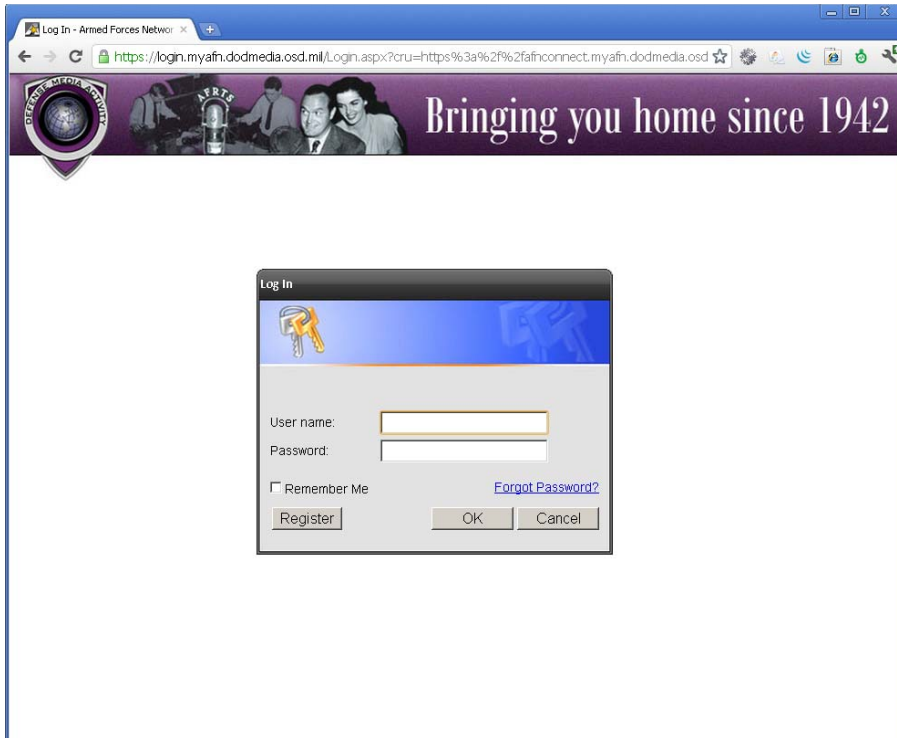 Log In - Armed Forces Networ
https://login.myafn.dodmedia.osd.mil/Login.aspx?cru=https%3a%2f%2fafnconnect.myafn.dodmedia.osd
DEFENSE MEDIA ACTIVITY
AFRTS
Bringing you home since 1942
Log In
User name:
Password:
Remember Me
Forgot Password?
Register
OK
Cancel